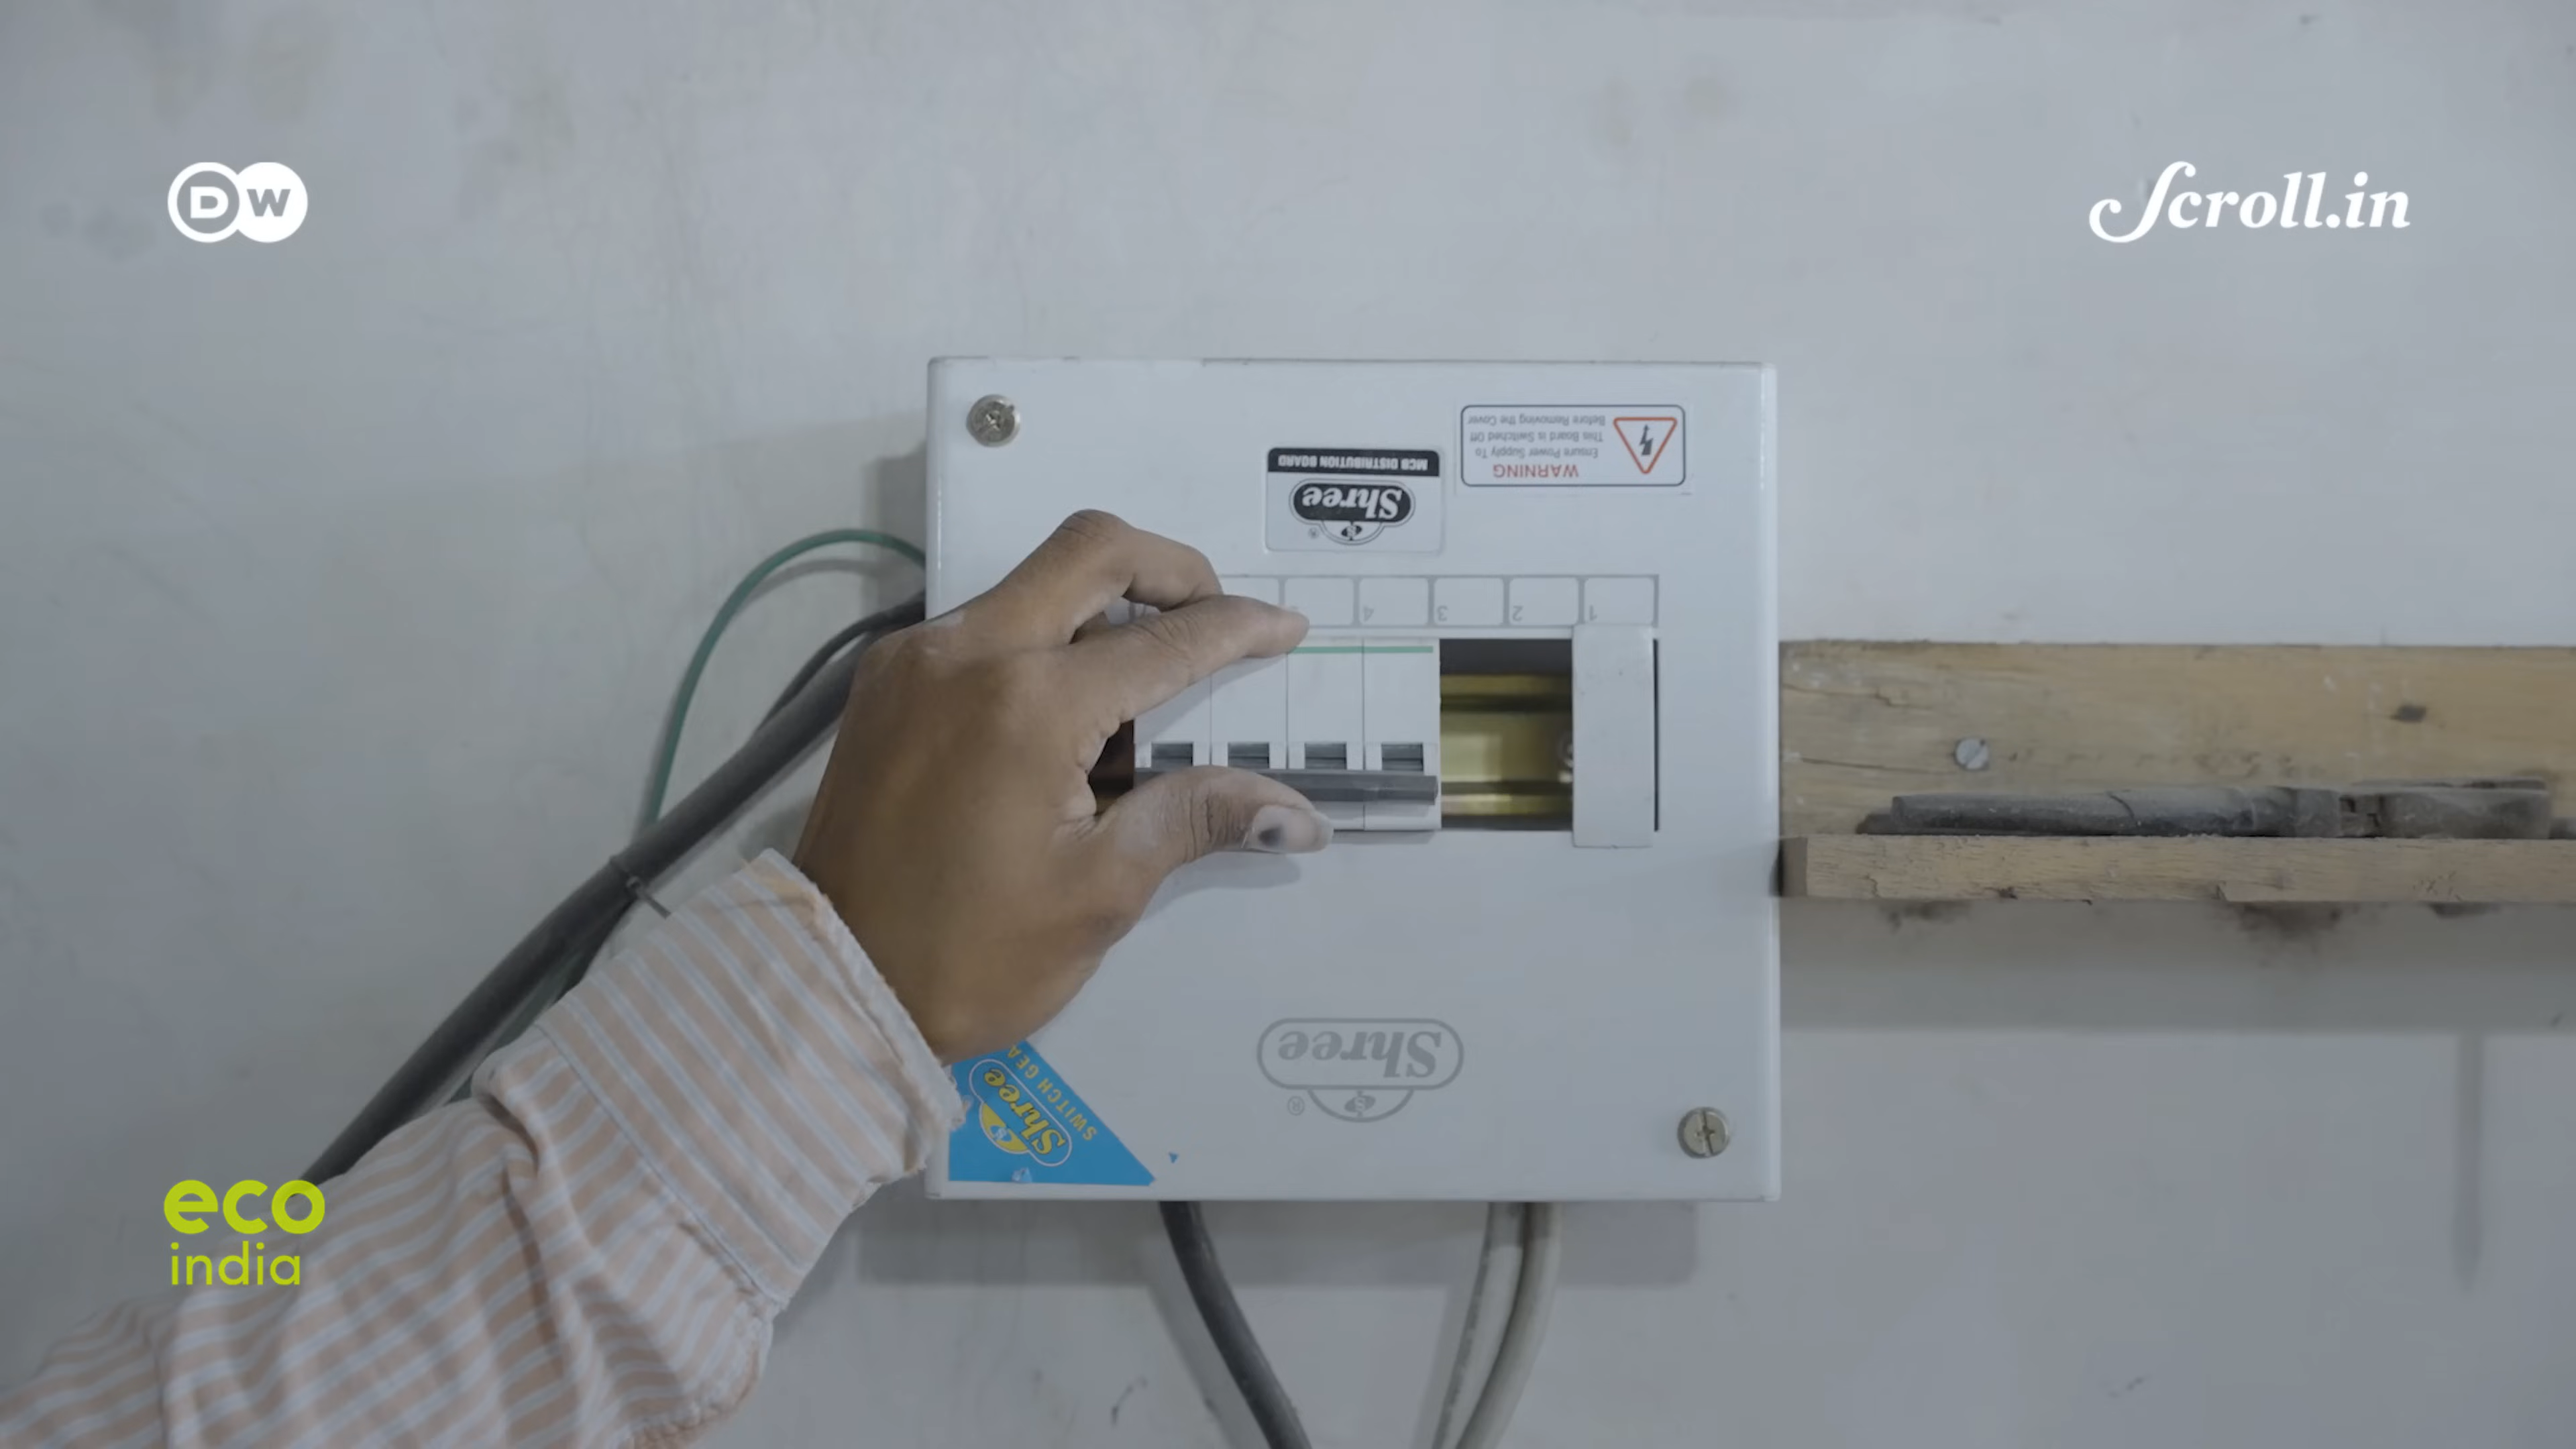 DW
Scroll.in
WARNING
Ensure Power Supply To
This Board is Switched Off
Before Removing the Cover
Shree
MCB DISTRIBUTION BOARD
1
2
3
4
Shree
®
Shree
SWITCH GEA
eco
india